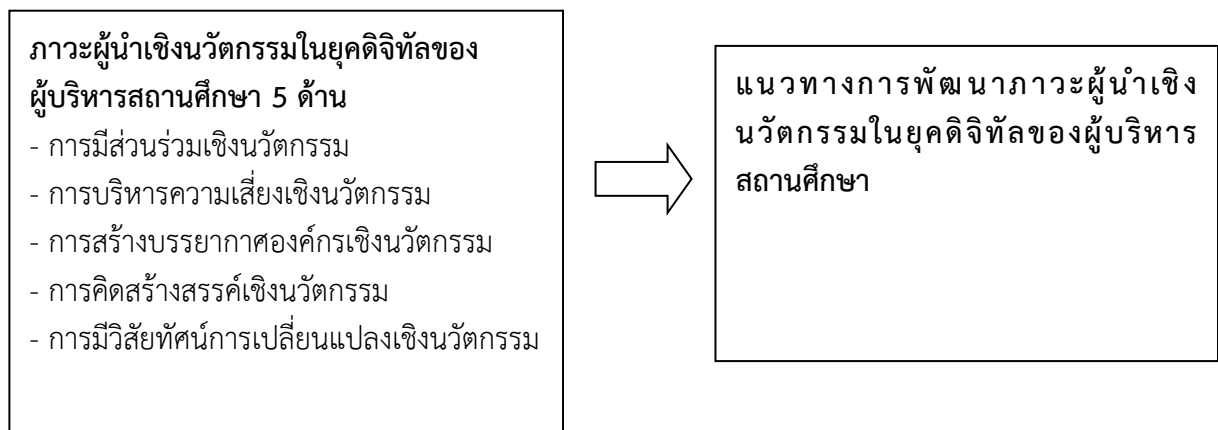 ภาวะผู้นำเชิงนวัตกรรมในยุคดิจิทัลของ
ผู้บริหารสถานศึกษา 5 ด้าน
- การมีส่วนร่วมเชิงนวัตกรรม
- การบริหารความเสี่ยงเชิงนวัตกรรม
- การสร้างบรรยากาศองค์กรเชิงนวัตกรรม
- การคิดสร้างสรรค์เชิงนวัตกรรม
- การมีวิสัยทัศน์การเปลี่ยนแปลงเชิงนวัตกรรม
แนวทางการพัฒนาภาวะผู้นำเชิง
นวัตกรรมในยุคดิจิทัลของผู้บริหาร
สถานศึกษา